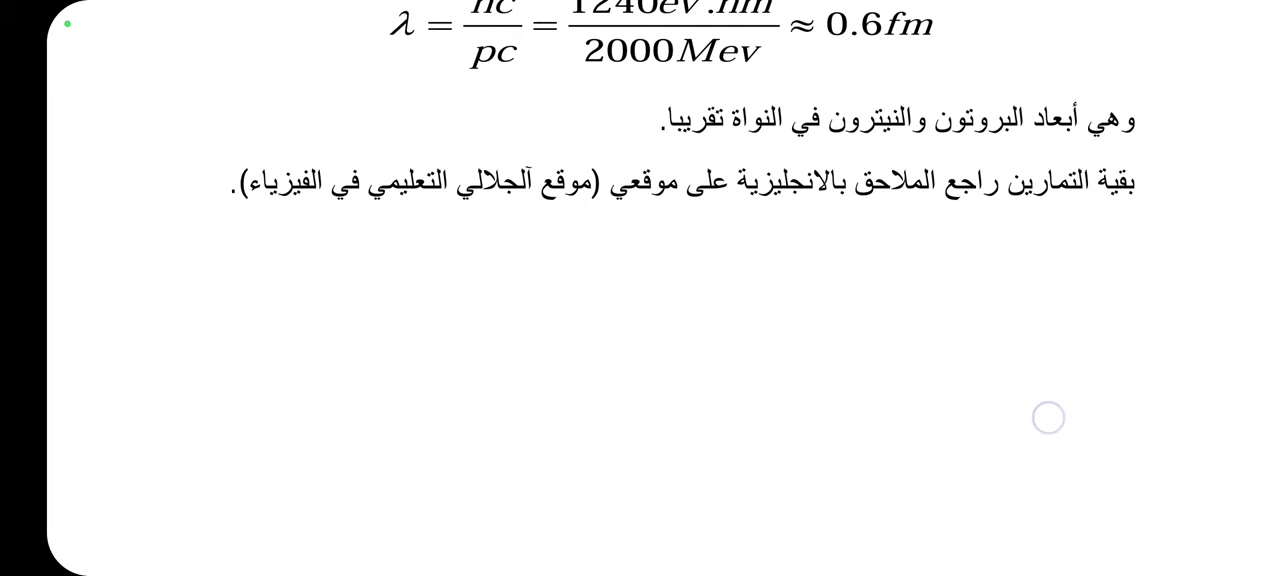 λ = hc/pc = 1240ev.nm/2000Mev ≈ 0.6fm
وهي أبعاد البروتون والنيترون في النواة تقريبا.
بقية التمارين راجع الملاحق بالانجليزية على موقعي (موقع آلجلالي التعليمي في الفيزياء).